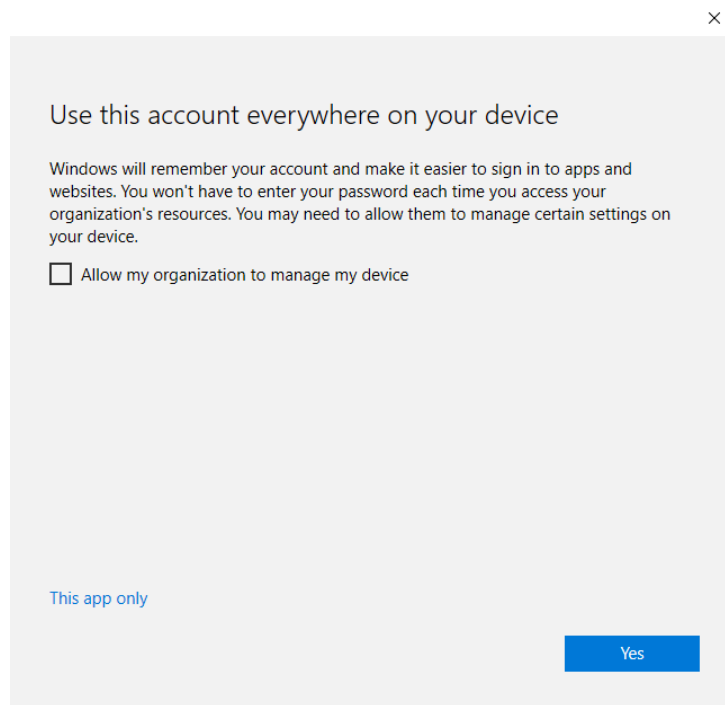 Use this account everywhere on your device
Windows will remember your account and make it easier to sign in to apps and
websites. You won't have to enter your password each time you access your
organization's resources. You may need to allow them to manage certain settings on
your device.
Allow my organization to manage my device
This app only
Yes